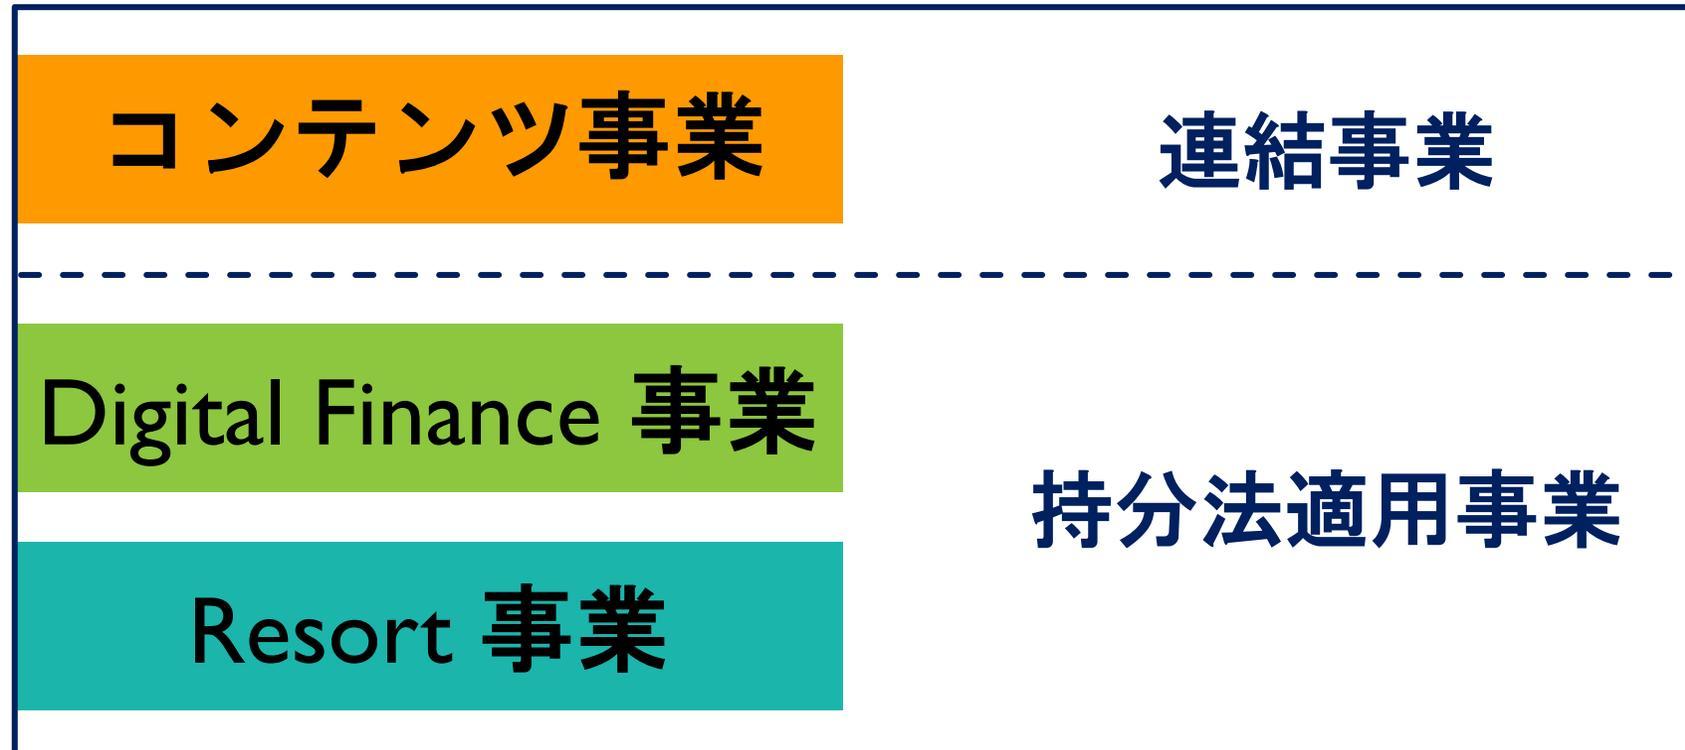 コンテンツ事業
連結事業
Digital Finance 事業
持分法適用事業
Resort 事業